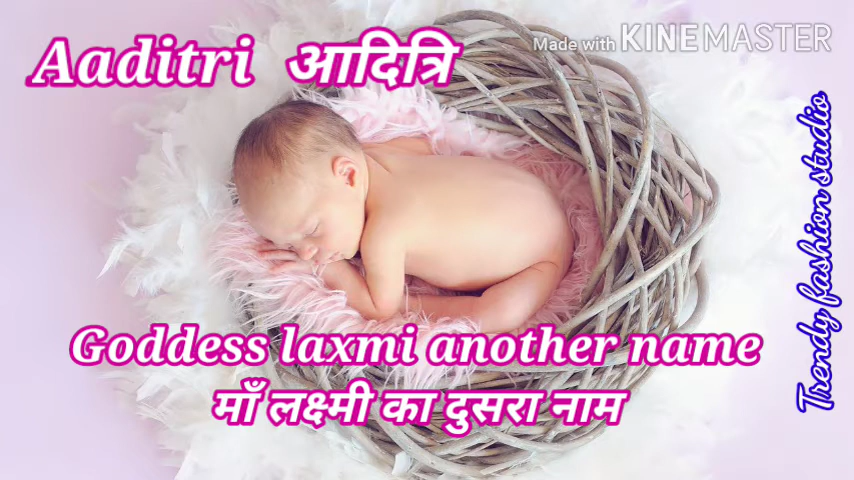 Aaditri आदित्रि
Made with KINEMASTER
Trendy fashion studio
Goddess laxmi another name
माँ लक्ष्मी का दुसरा नाम